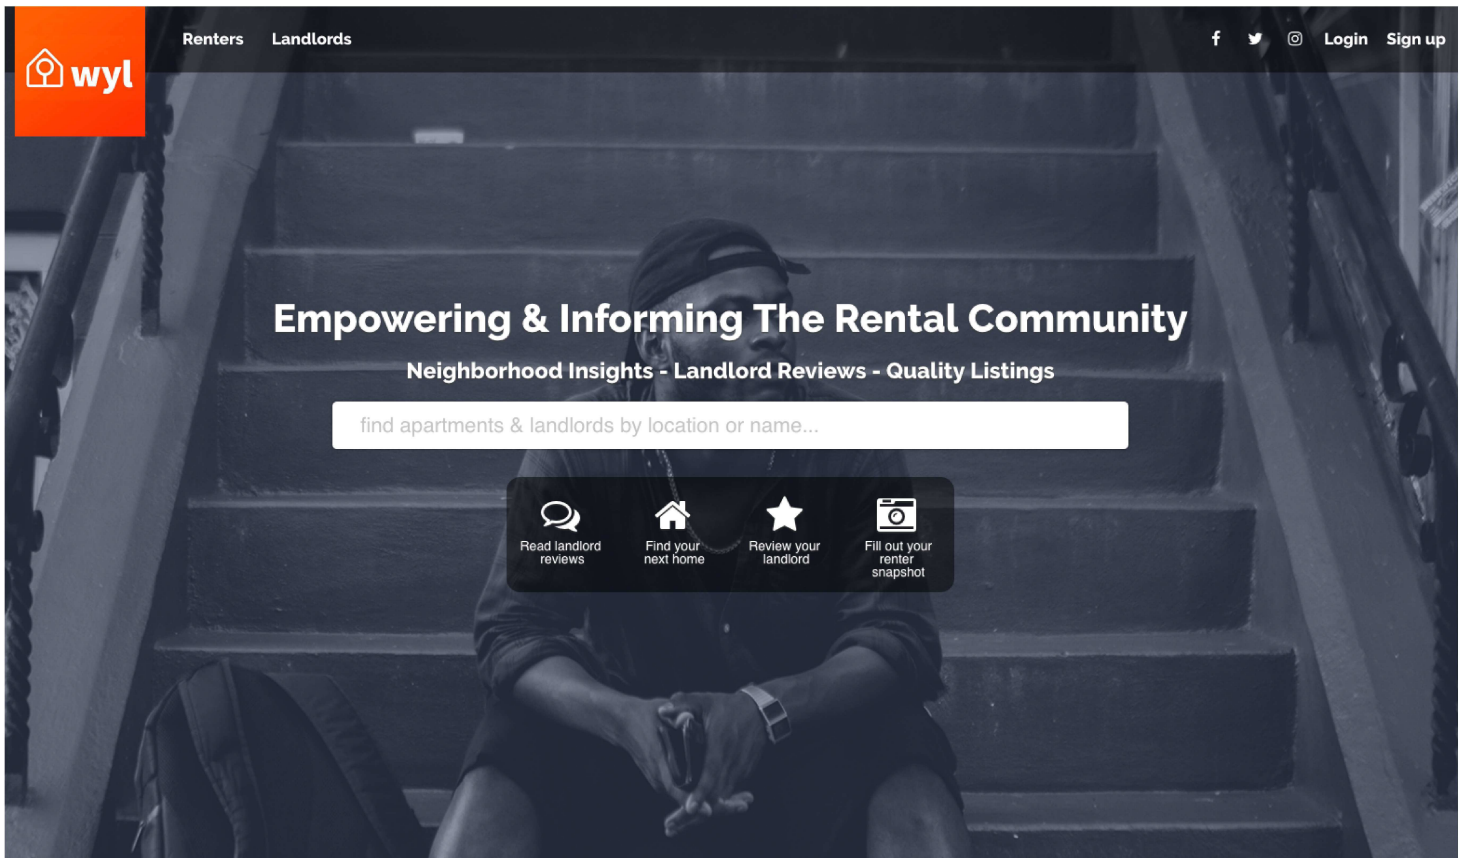 wyl
Renters
Landlords
Login
Sign up
Empowering & Informing The Rental Community
Neighborhood Insights - Landlord Reviews - Quality Listings
find apartments & landlords by location or name...
Read landlord
reviews
Find your
next home
Review your
landlord
Fill out your
renter
snapshot